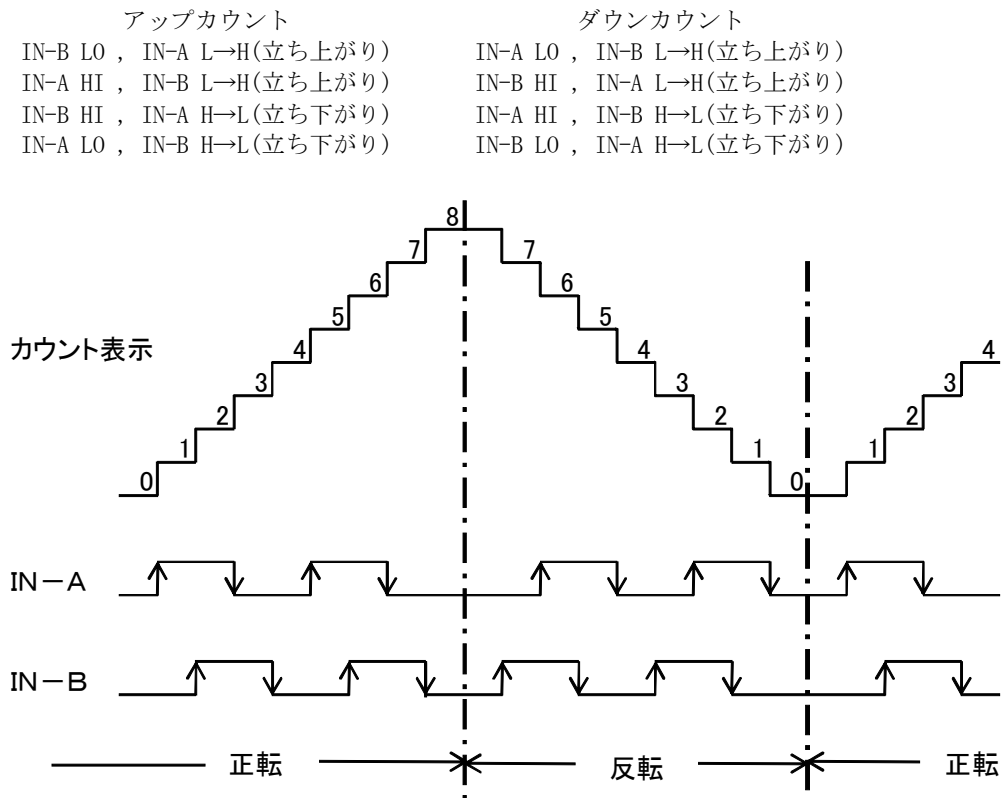 アップカウント ダウンカウント
IN-B LO , IN-A L→H(立ち上がり) IN-A LO , IN-B L→H(立ち上がり)
IN-A HI , IN-B L→H(立ち上がり) IN-B HI , IN-A L→H(立ち上がり)
IN-B HI , IN-A H→L(立ち下がり) IN-A HI , IN-B H→L(立ち下がり)
IN-A LO , IN-B H→L(立ち下がり) IN-B LO , IN-A H→L(立ち下がり)
8
7 7
6 6
5 5
カウント表示 4 4 4
3 3 3
2 2 2
1 1 1
0 0
IN-A
IN-B
正転 反転 正転